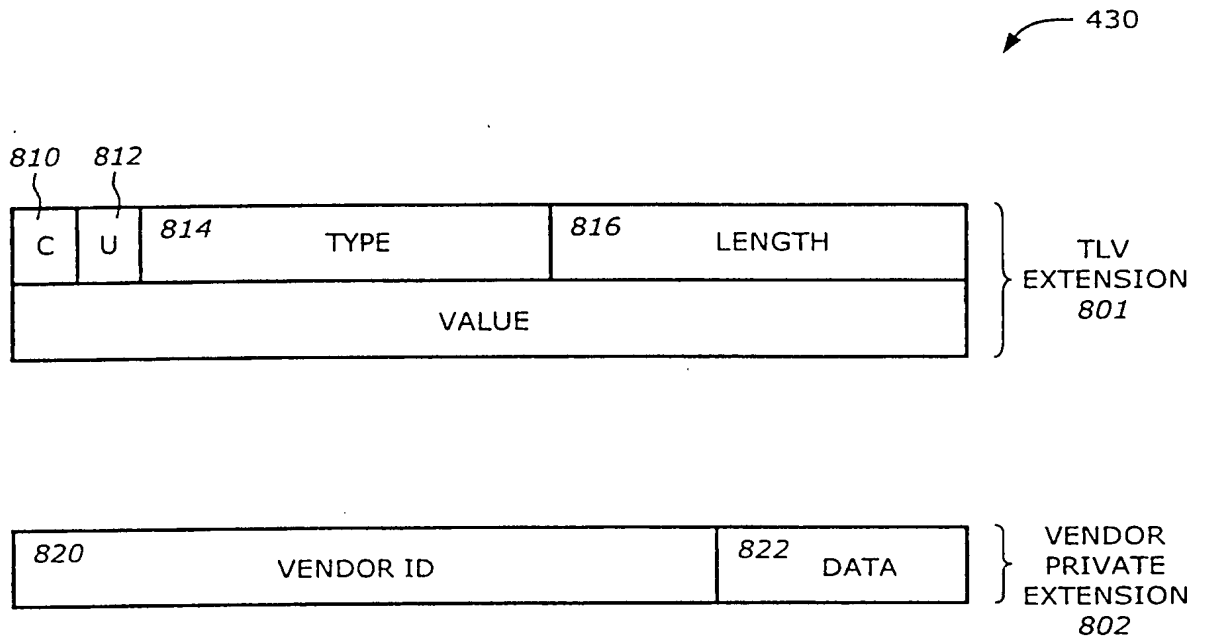 430
810 812
C U 814 TYPE 816 LENGTH
VALUE
TLV
EXTENSION
801
820 VENDOR ID 822 DATA
VENDOR
PRIVATE
EXTENSION
802